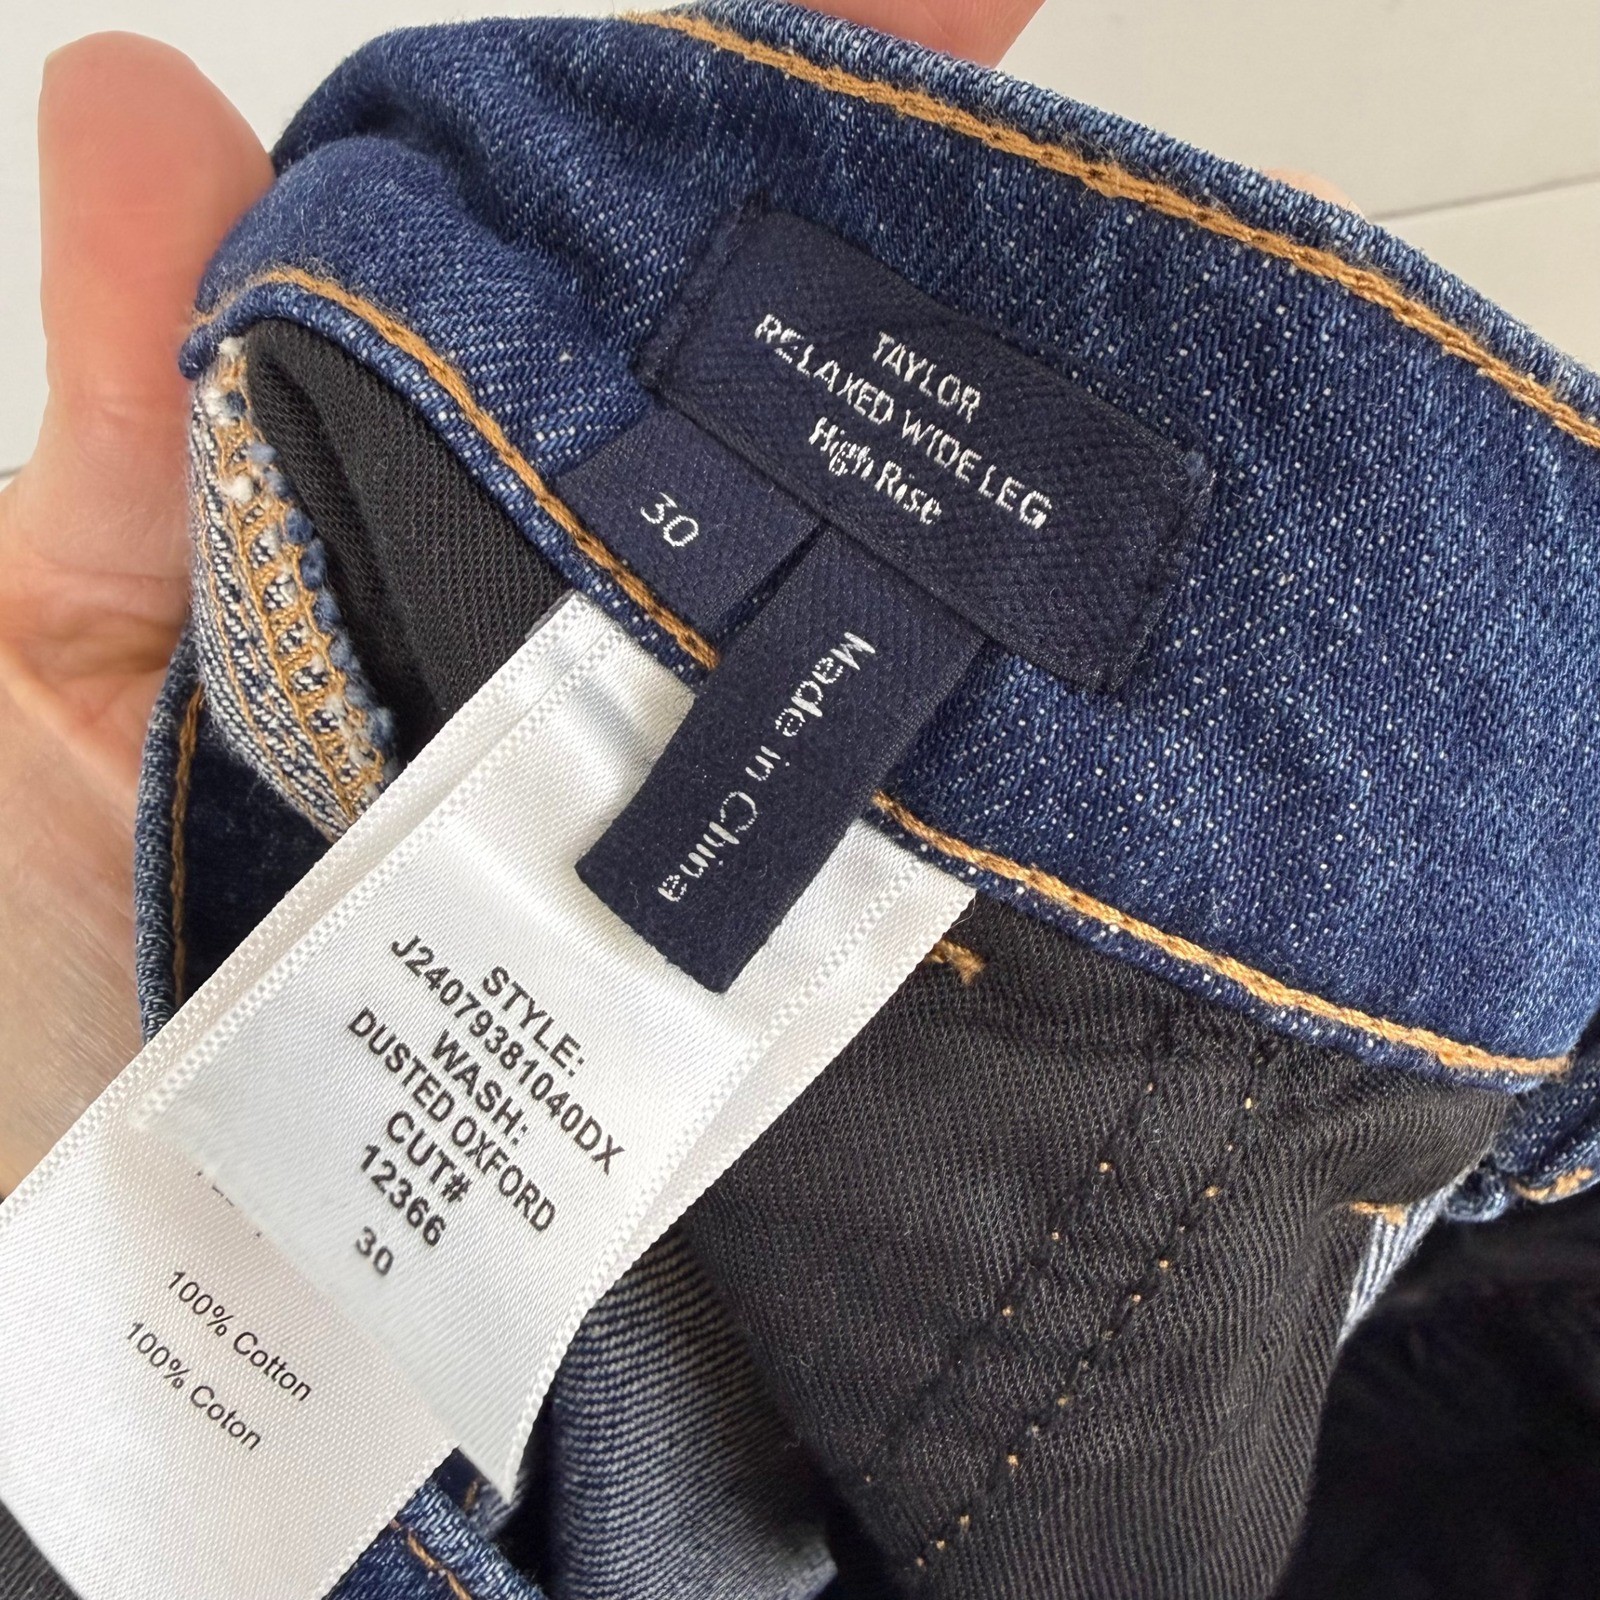 TAYLOR
RELAXED WIDE LEG
High Rise
30
Made in China
STYLE:
J24079381040DX
WASH:
DUSTED OXFORD
CUT#
12366
30
100% Cotton
100% Coton